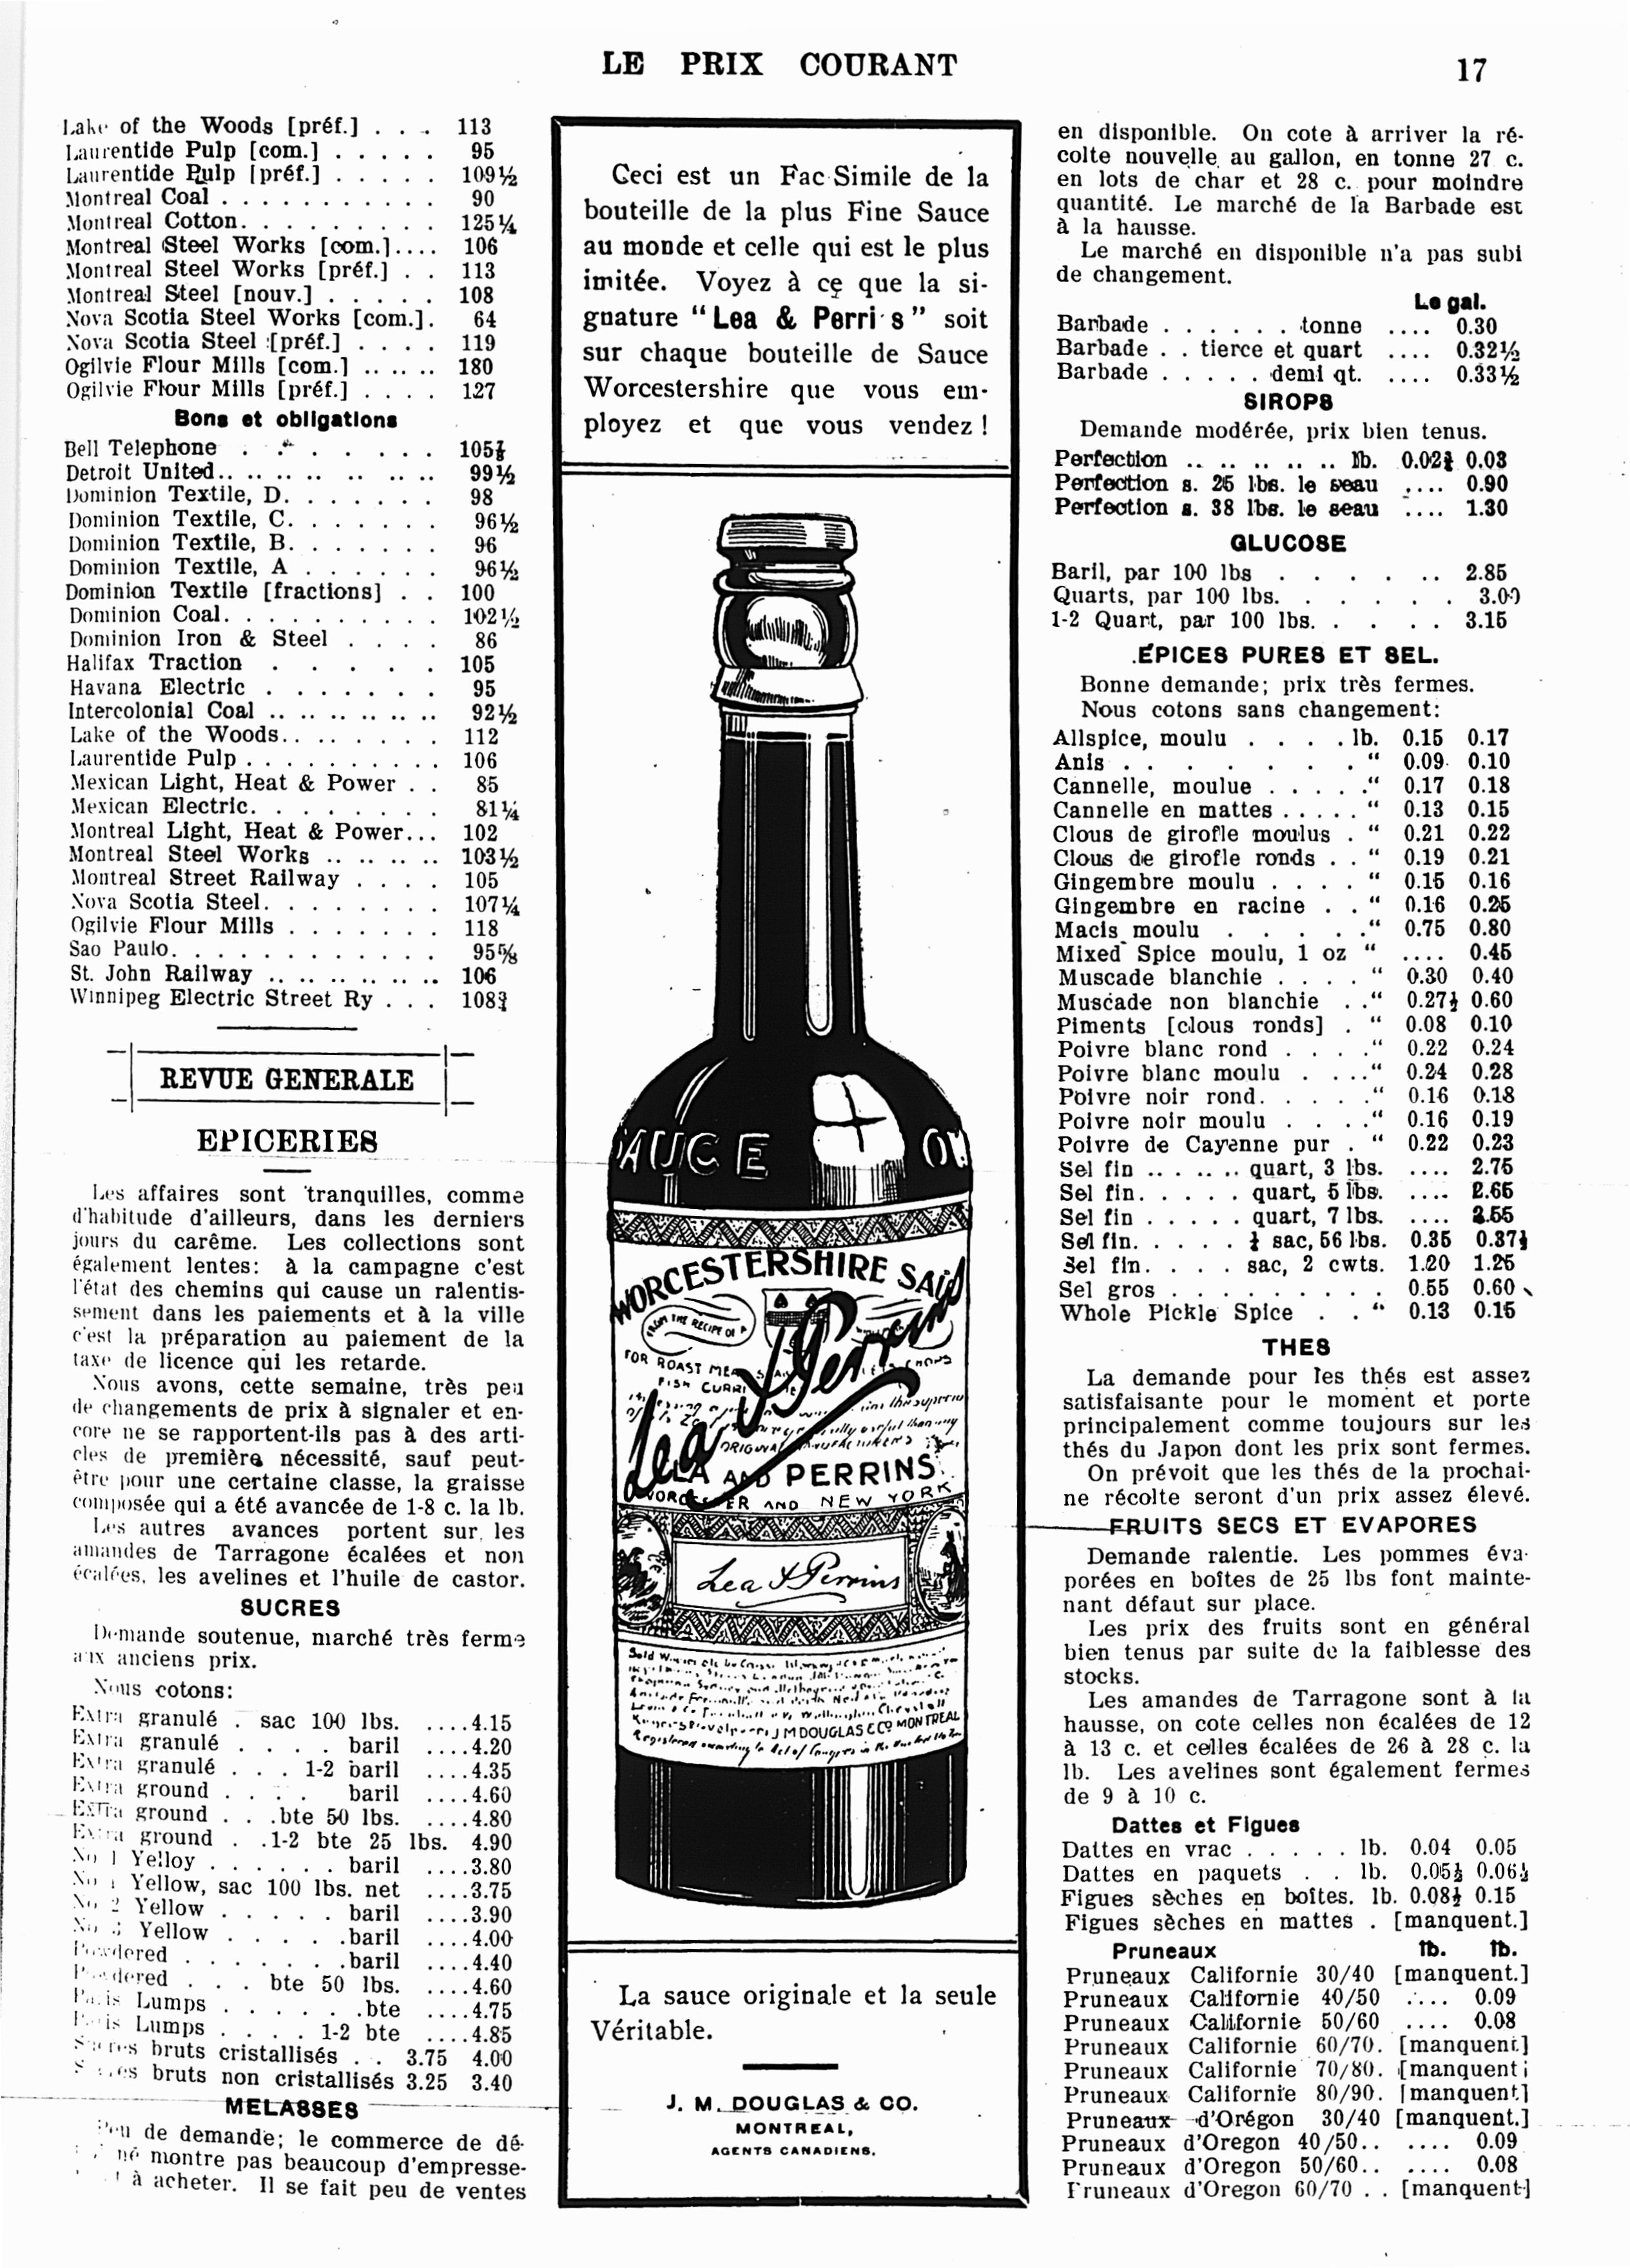 LE PRIX COURANT
17
Lake of the Woods [préf.] . . . 113
Laurentide Pulp [com.] . . . . . 95
Laurentide Pulp [préf.] . . . . . 109½
Montreal Coal . . . . . . . . . . . 90
Montreal Cotton. . . . . . . . . 125¼
Montreal Steel Works [com.].... 106
Montreal Steel Works [préf.] . . 113
Montreal Steel [nouv.] . . . . . 108
Nova Scotia Steel Works [com.]. 64
Nova Scotia Steel [préf.] . . . . 119
Ogilvie Flour Mills [com.] .. .. .. 180
Ogilvie Flour Mills [préf.] . . . . 127
Bons et obligations
Bell Telephone . . . . . . . .
Detroit United.. .. .. .. .. .. .. 99½
Dominion Textile, D. . . . . . . 98
Dominion Textile, C. . . . . . . 96½
Dominion Textile, B. . . . . . . 96
Dominion Textile, A . . . . . . 96½
Dominion Textile [fractions] . . 100
Dominion Coal. . . . . . . . . . 102½
Dominion Iron & Steel . . . . 86
Halifax Traction . . . . . 105
Havana Electric . . . . . . . 95
Intercolonial Coal .. .. .. .. .. .. 92½
Lake of the Woods.. .. . . . . . 112
Laurentide Pulp . . . . . . . . . . 106
Mexican Light, Heat & Power . . 85
Mexican Electric. . . . . . . . 81¼
Montreal Light, Heat & Power... 102
Montreal Steel Works .. .. .. .. 103½
Montreal Street Railway . . . . 105
Nova Scotia Steel. . . . . . . . 107¼
Ogilvie Flour Mills . . . . . . . 118
Sao Paulo. . . . . . . . . . . . . 95⅝
St. John Railway .. .. .. .. .. .. 106
Winnipeg Electric Street Ry . . . 108¾
REVUE GENERALE
EPICERIES
Les affaires sont tranquilles, comme
d'habitude d'ailleurs, dans les derniers
jours du carême. Les collections sont
également lentes: à la campagne c'est
l'état des chemins qui cause un ralentis-
sement dans les paiements et à la ville
c'est la préparation au paiement de la
taxe de licence qui les retarde.
Nous avons, cette semaine, très peu
de changements de prix à signaler et en-
core ne se rapportent-ils pas à des arti-
cles de première nécessité, sauf peut-
être pour une certaine classe, la graisse
composée qui a été avancée de 1-8 c. la lb.
Les autres avances portent sur les
amandes de Tarragone écalées et non
écalées, les avelines et l'huile de castor.
SUCRES
Demande soutenue, marché très ferme
aux anciens prix.
Nous cotons:
Extra granulé . sac 100 lbs. ....4.15
Extra granulé . . . . baril ....4.20
Extra granulé . . . 1-2 baril ....4.35
Extra ground . . . . baril ....4.60
Extra ground . . .bte 50 lbs. ....4.80
Extra ground . .1-2 bte 25 lbs. 4.90
No 1 Yelloy . . . . . . baril ....3.80
No 1 Yellow, sac 100 lbs. net ....3.75
No 2 Yellow . . . . . baril ....3.90
No 3 Yellow . . . . .baril ....4.00
Powdered . . . . . . .baril ....4.40
Powdered . . . bte 50 lbs. ....4.60
Paris Lumps . . . . . .bte ....4.75
Paris Lumps . . . . 1-2 bte ....4.85
Sucres bruts cristallisés . . 3.75 4.00
Sucres bruts non cristallisés 3.25 3.40
MELASSES
Peu de demande; le commerce de dé-
montre pas beaucoup d'empresse-
à acheter. Il se fait peu de ventes
Ceci est un Fac Simile de la
bouteille de la plus Fine Sauce
au monde et celle qui est le plus
imitée. Voyez à ce que la si-
gnature "Lea & Perri s" soit
sur chaque bouteille de Sauce
Worcestershire que vous em-
ployez et que vous vendez !
SAUCE
WORCESTERSHIRE SAU
FROM THE RECIPE OF A
FOR ROAST
FISH
Lea & Perrins
LEA AND PERRINS
WORCESTER AND NEW YORK
Lea & Perrins
J M DOUGLAS & CO MONTREAL
La sauce originale et la seule
Véritable.
J. M. DOUGLAS & CO.
MONTREAL,
AGENTS CANADIENS.
en disponible. On cote à arriver la ré-
colte nouvelle au gallon, en tonne 27 c.
en lots de char et 28 c. pour moindre
quantité. Le marché de la Barbade est
à la hausse.
Le marché en disponible n'a pas subi
de changement.
Le gal.
Barbade . . . . . . tonne .... 0.30
Barbade . . tierce et quart .... 0.32½
Barbade . . . . . demi qt. .... 0.33½
SIROPS
Demande modérée, prix bien tenus.
Perfection .. .. .. .. .. lb. 0.02¾ 0.03
Perfection s. 25 lbs. le seau .... 0.90
Perfection s. 38 lbs. le seau .... 1.30
GLUCOSE
Baril, par 100 lbs . . . . . .. 2.85
Quarts, par 100 lbs. . . . . . . 3.00
1-2 Quart, par 100 lbs. . . . . 3.15
ÉPICES PURES ET SEL.
Bonne demande; prix très fermes.
Nous cotons sans changement:
Allspice, moulu . . . . lb. 0.15 0.17
Anis . . . . . . . . " 0.09 0.10
Cannelle, moulue . . . . ." 0.17 0.18
Cannelle en mattes . . . . . " 0.13 0.15
Clous de girofle moulus . " 0.21 0.22
Clous de girofle ronds . . " 0.19 0.21
Gingembre moulu . . . . " 0.15 0.16
Gingembre en racine . . " 0.16 0.25
Macis moulu . . . . . ." 0.75 0.80
Mixed Spice moulu, 1 oz " .... 0.45
Muscade blanchie . . . . " 0.30 0.40
Muscade non blanchie . ." 0.27½ 0.60
Piments [clous ronds] . " 0.08 0.10
Poivre blanc rond . . . ." 0.22 0.24
Poivre blanc moulu . . .. " 0.24 0.28
Poivre noir rond. . . . . ." 0.16 0.18
Poivre noir moulu . . . ." 0.16 0.19
Poivre de Cayenne pur . " 0.22 0.23
Sel fin .. .. .. .. quart, 3 lbs. .... 2.75
Sel fin. . . . . quart, 5 lbs. .... 2.65
Sel fin . . . . . quart, 7 lbs. .... 2.55
Sel fin. . . . . ¼ sac, 56 lbs. 0.35 0.37½
Sel fin. . . . . sac, 2 cwts. 1.20 1.25
Sel gros . . . . . . . . . . 0.55 0.60
Whole Pickle Spice . . " 0.13 0.15
THES
La demande pour les thés est assez
satisfaisante pour le moment et porte
principalement comme toujours sur les
thés du Japon dont les prix sont fermes.
On prévoit que les thés de la prochai-
ne récolte seront d'un prix assez élevé.
FRUITS SECS ET EVAPORES
Demande ralentie. Les pommes éva-
porées en boîtes de 25 lbs font mainte-
nant défaut sur place.
Les prix des fruits sont en général
bien tenus par suite de la faiblesse des
stocks.
Les amandes de Tarragone sont à la
hausse, on cote celles non écalées de 12
à 13 c. et celles écalées de 26 à 28 c. la
lb. Les avelines sont également fermes
de 9 à 10 c.
Dattes et Figues
Dattes en vrac . . . . . lb. 0.04 0.05
Dattes en paquets . . lb. 0.05½ 0.06½
Figues sèches en boîtes. lb. 0.08½ 0.15
Figues sèches en mattes . [manquent.]
Pruneaux lb. lb.
Pruneaux Californie 30/40 [manquent.]
Pruneaux Californie 40/50 .... 0.09
Pruneaux Californie 50/60 .... 0.08
Pruneaux Californie 60/70. [manquent.]
Pruneaux Californie 70/80. [manquent]
Pruneaux Californie 80/90. [manquent.]
Pruneaux d'Orégon 30/40 [manquent.]
Pruneaux d'Oregon 40/50.. .... 0.09
Pruneaux d'Oregon 50/60.. .... 0.08
Pruneaux d'Oregon 60/70 . . [manquent]